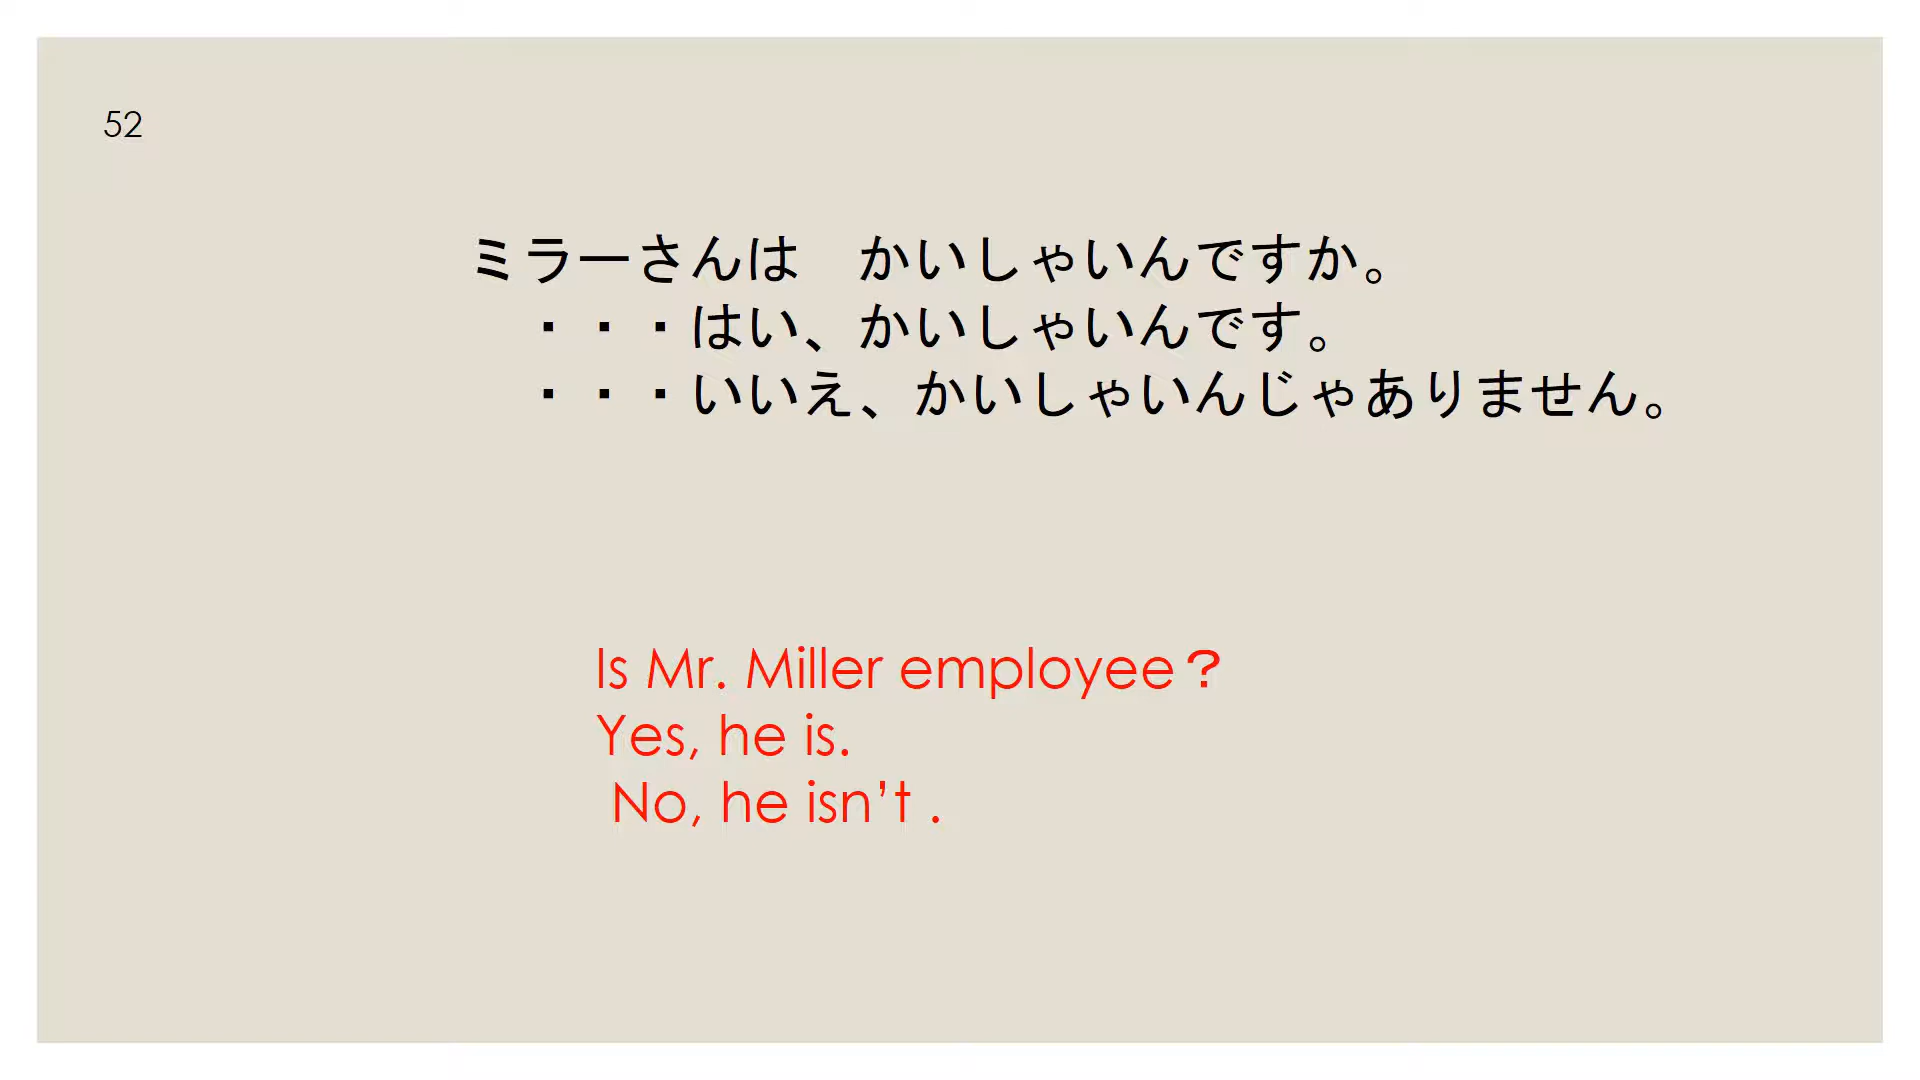 52
ミラーさんは　かいしゃいんですか。
・・・はい、かいしゃいんです。
・・・いいえ、かいしゃいんじゃありません。
Is Mr. Miller employee？
Yes, he is.
No, he isn’t .